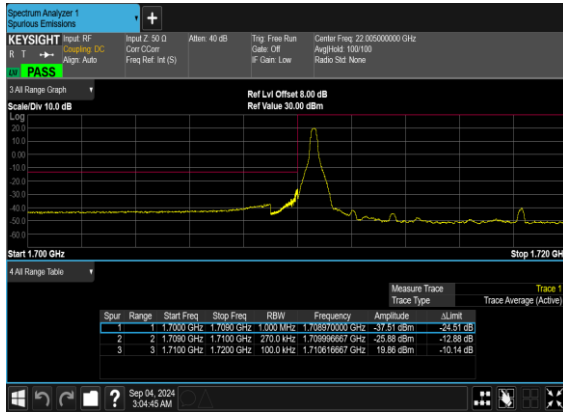 Spectrum Analyzer 1
Spurious Emissions
+
KEYSIGHT Input: RF Input Z: 50 Ω Atten: 40 dB Trig: Free Run Center Freq: 22.005000000 GHz
R T Coupling: DC Corr CCorr Gate: Off Avg|Hold: 100/100
Align: Auto Freq Ref: Int (S) IF Gain: Low Radio Std: None
PASS
3 All Range Graph
Ref Lvl Offset 8.00 dB
Scale/Div 10.0 dB Ref Value 30.00 dBm
Log
20.0
10.0
0.00
-10.0
-20.0
-30.0
-40.0
-50.0
-60.0
Start 1.700 GHz Stop 1.720 GH
4 All Range Table
Measure Trace Trace 1
Trace Type Trace Average (Active)
Spur Range Start Freq Stop Freq RBW Frequency Amplitude ΔLimit
1 1 1.7000 GHz 1.7090 GHz 1.000 MHz 1.708970000 GHz -37.51 dBm -24.51 dB
2 2 1.7090 GHz 1.7100 GHz 270.0 kHz 1.709996667 GHz -25.88 dBm -12.88 dB
3 3 1.7100 GHz 1.7200 GHz 100.0 kHz 1.710616667 GHz 19.86 dBm -10.14 dB
? Sep 04, 2024
3:04:45 AM